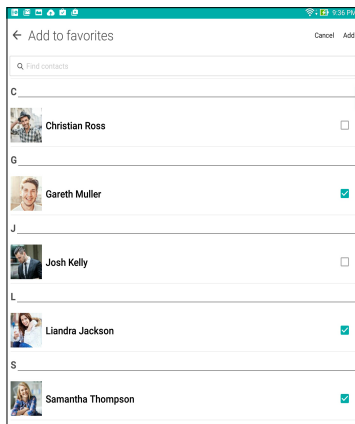 9:36 PM
Add to favorites
Cancel Add
Find contacts
C
Christian Ross
G
Gareth Muller
J
Josh Kelly
L
Liandra Jackson
S
Samantha Thompson